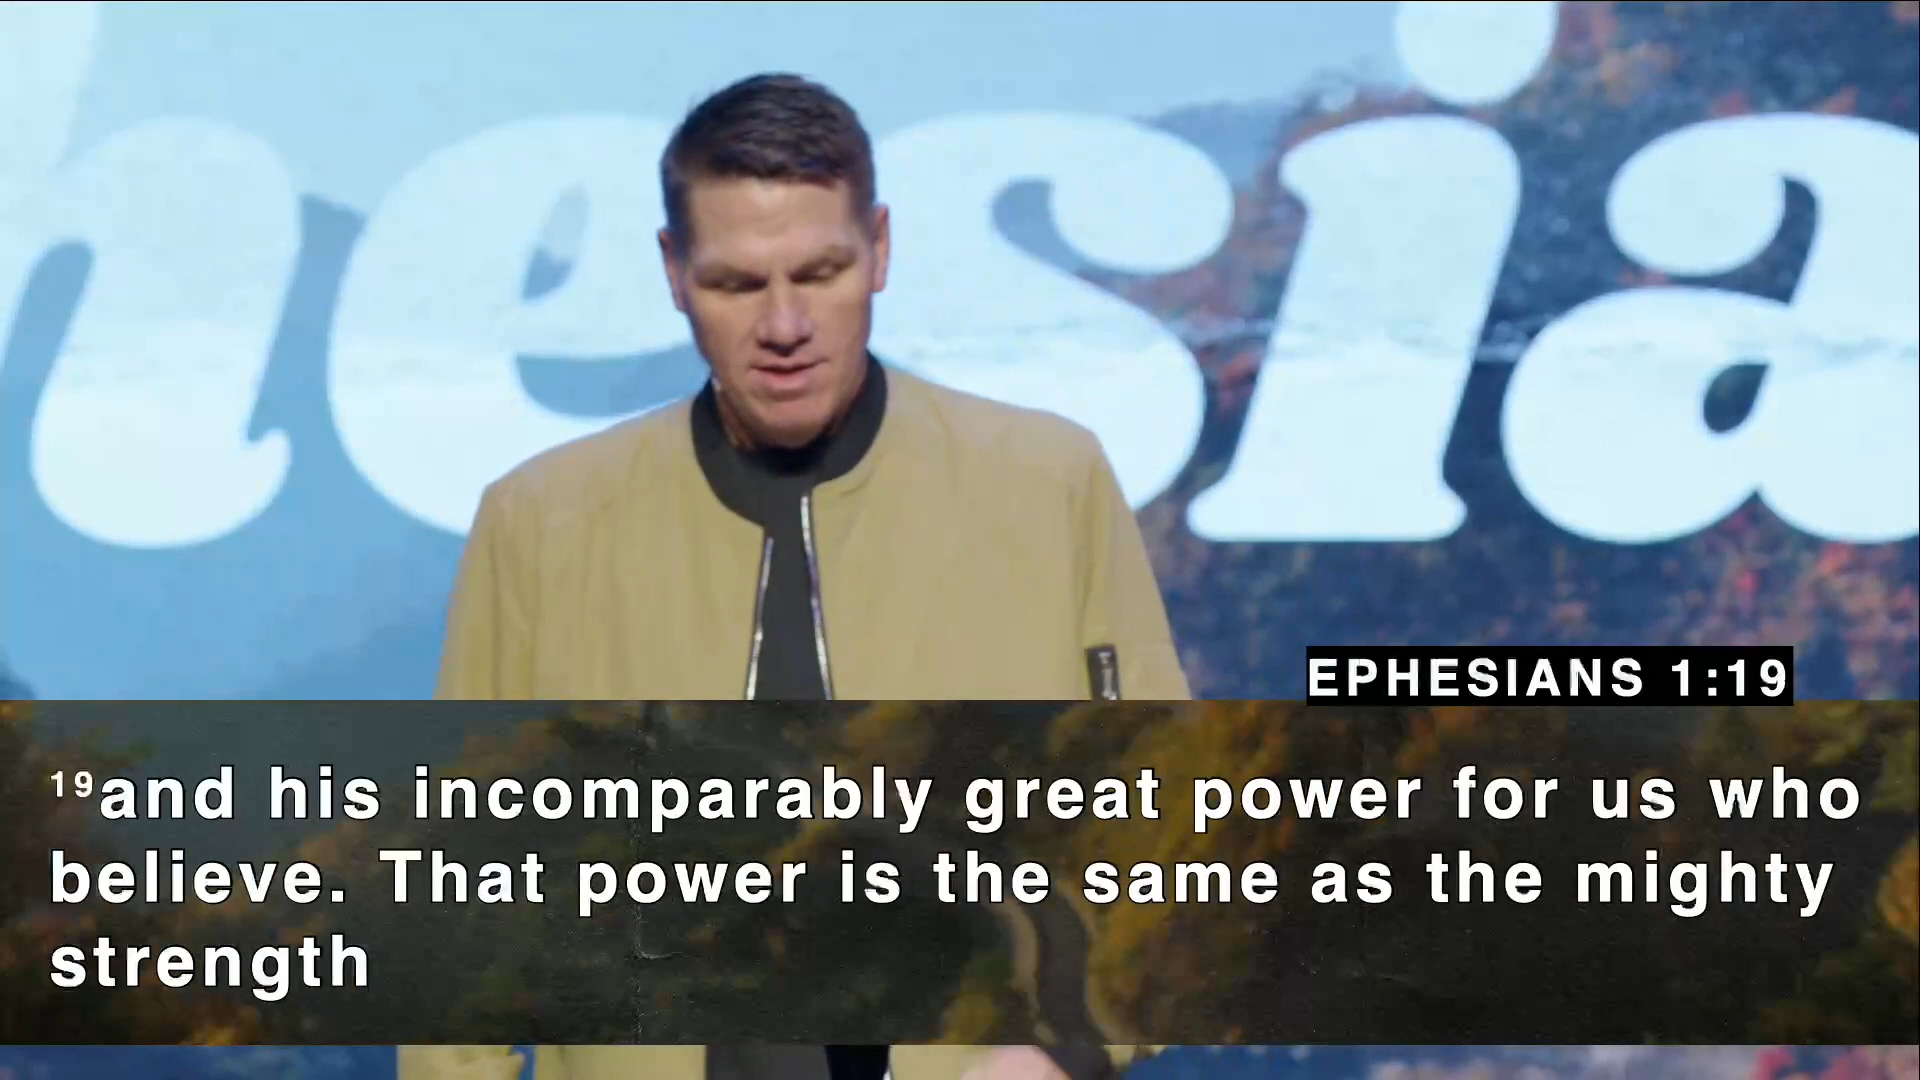 hesia
EPHESIANS 1:19
19and his incomparably great power for us who
believe. That power is the same as the mighty
strength